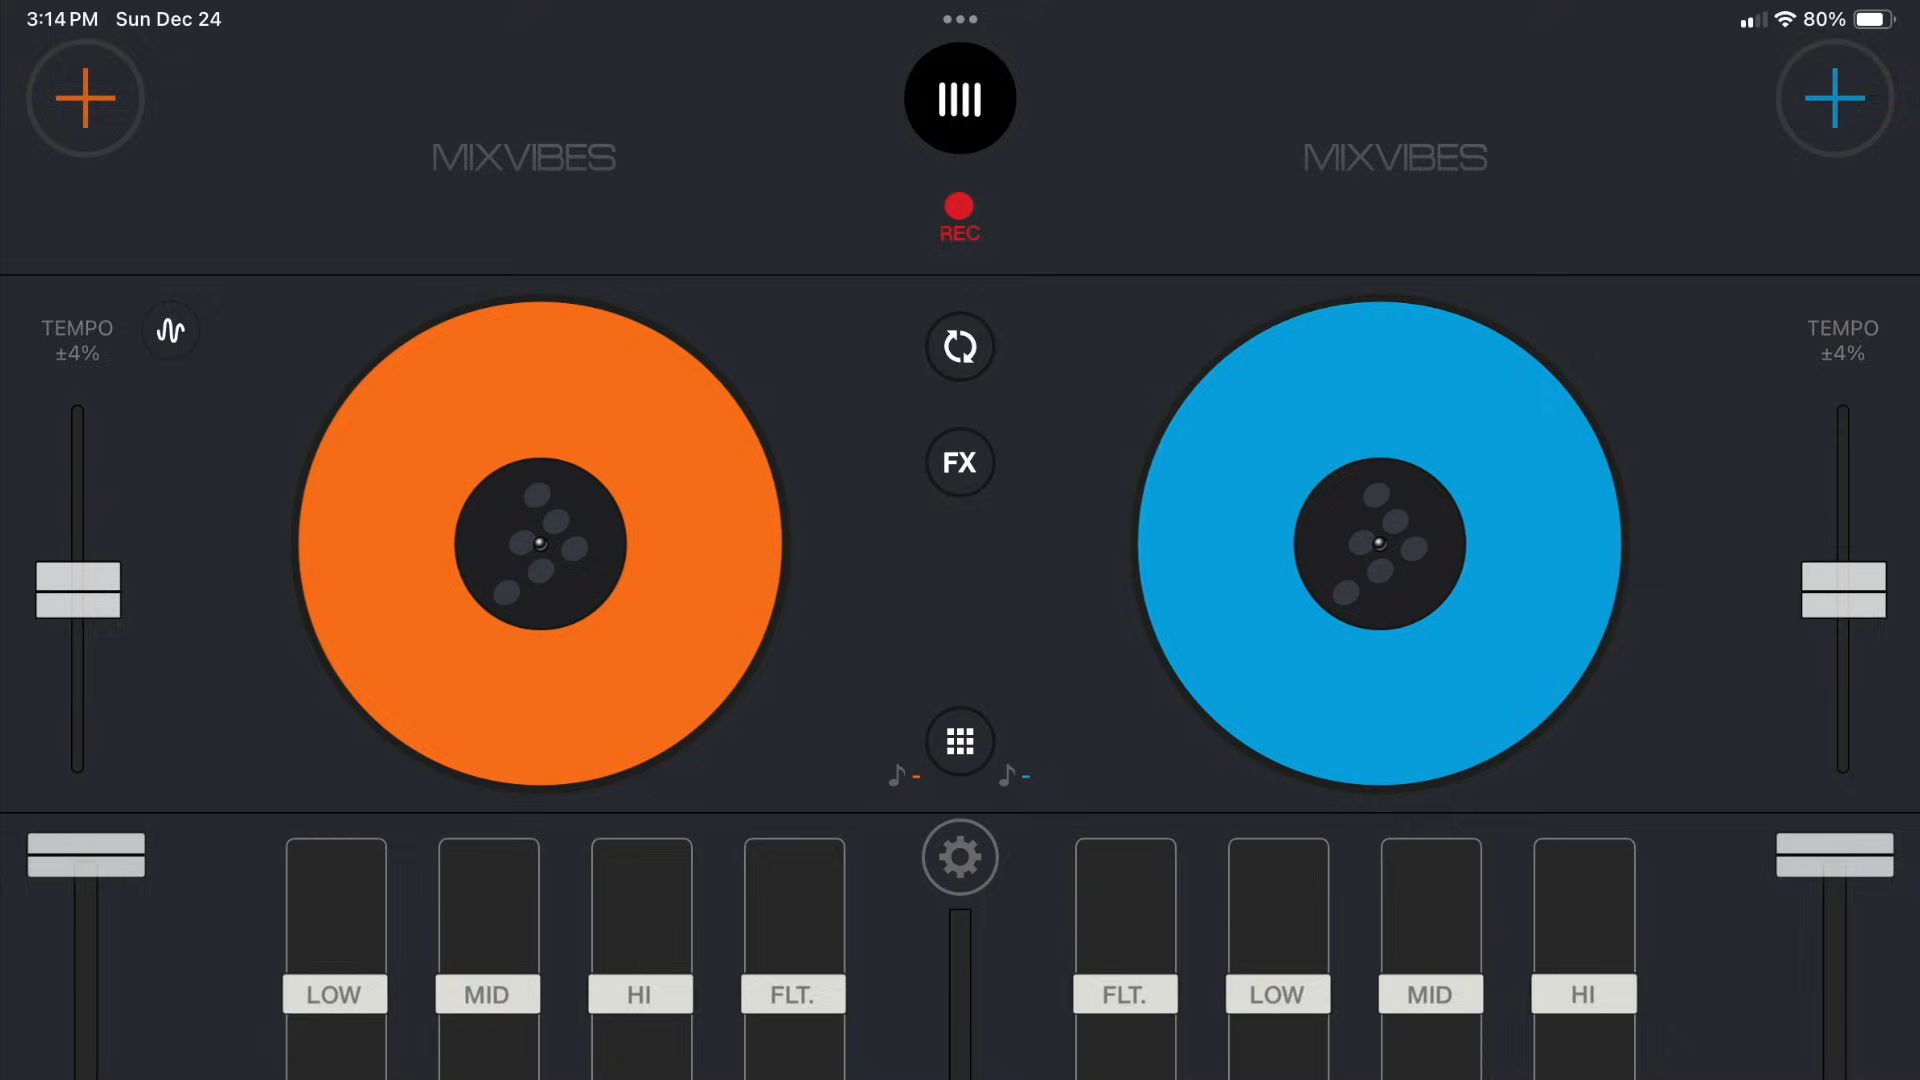 3:14 PM Sun Dec 24
80%
MIXVIBES
MIXVIBES
REC
TEMPO
±4%
TEMPO
±4%
FX
LOW
MID
HI
FLT.
FLT.
LOW
MID
HI